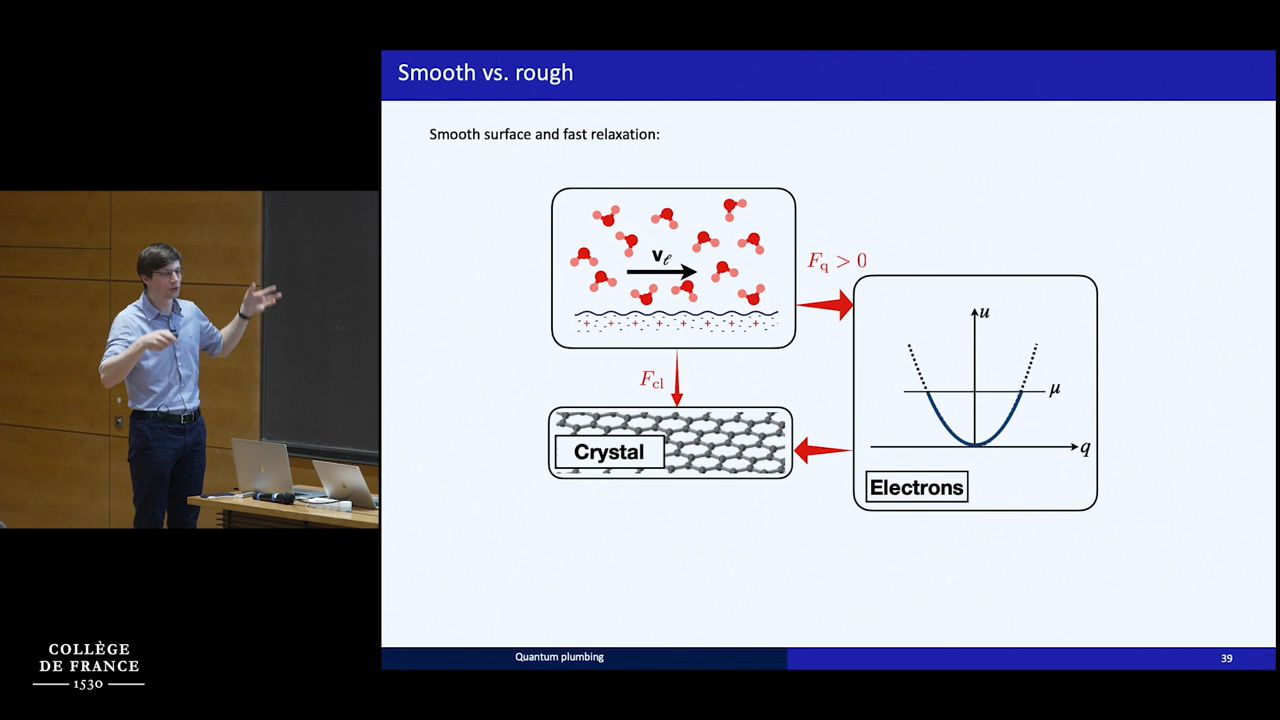 Smooth vs. rough
Smooth surface and fast relaxation:
v_ℓ
F_q > 0
u
μ
q
F_cl
Crystal
Electrons
COLLÈGE
DE FRANCE
1530
Quantum plumbing
39